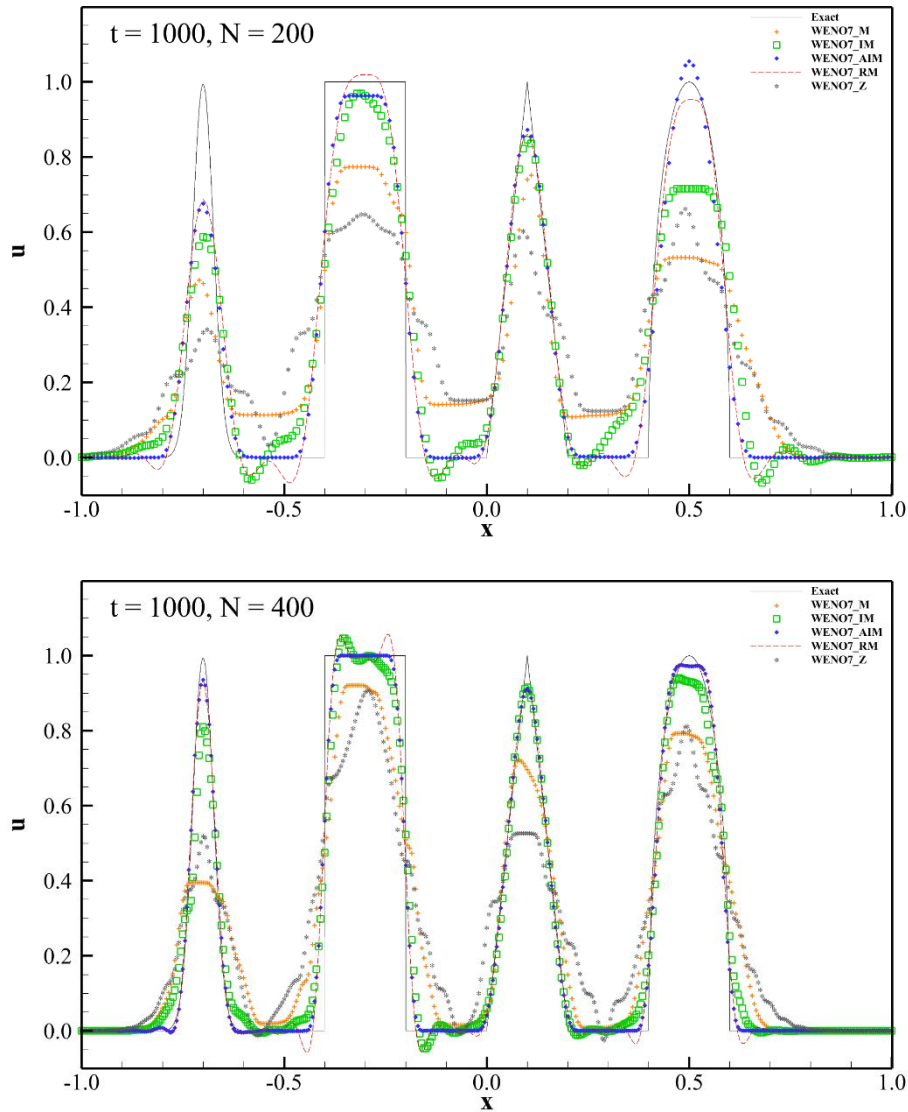 t = 1000, N = 200
Exact
WENO7_M
WENO7_IM
WENO7_AIM
WENO7_RM
WENO7_Z
1.0
0.8
0.6
0.4
0.2
0.0
u
-1.0 -0.5 0.0 0.5 1.0
x
t = 1000, N = 400
Exact
WENO7_M
WENO7_IM
WENO7_AIM
WENO7_RM
WENO7_Z
1.0
0.8
0.6
0.4
0.2
0.0
u
-1.0 -0.5 0.0 0.5 1.0
x